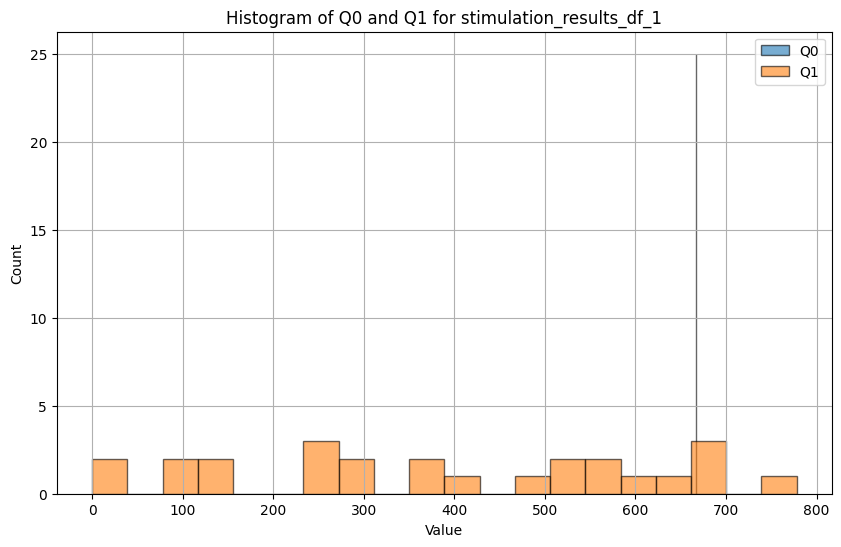 Histogram of Q0 and Q1 for stimulation_results_df_1
Q0
Q1
25
20
15
10
5
0
Count
0 100 200 300 400 500 600 700 800
Value